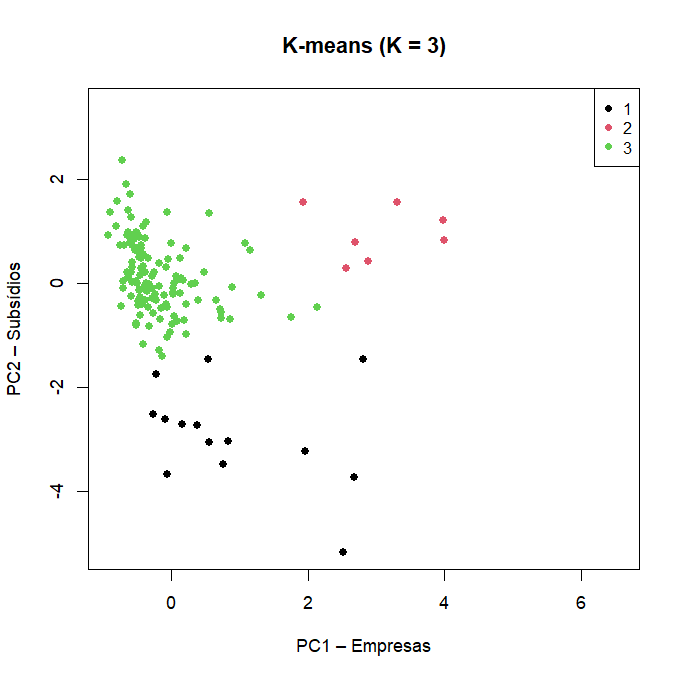 K-means (K = 3)
1
2
3
2
0
-2
-4
PC2 – Subsídios
0 2 4 6
PC1 – Empresas